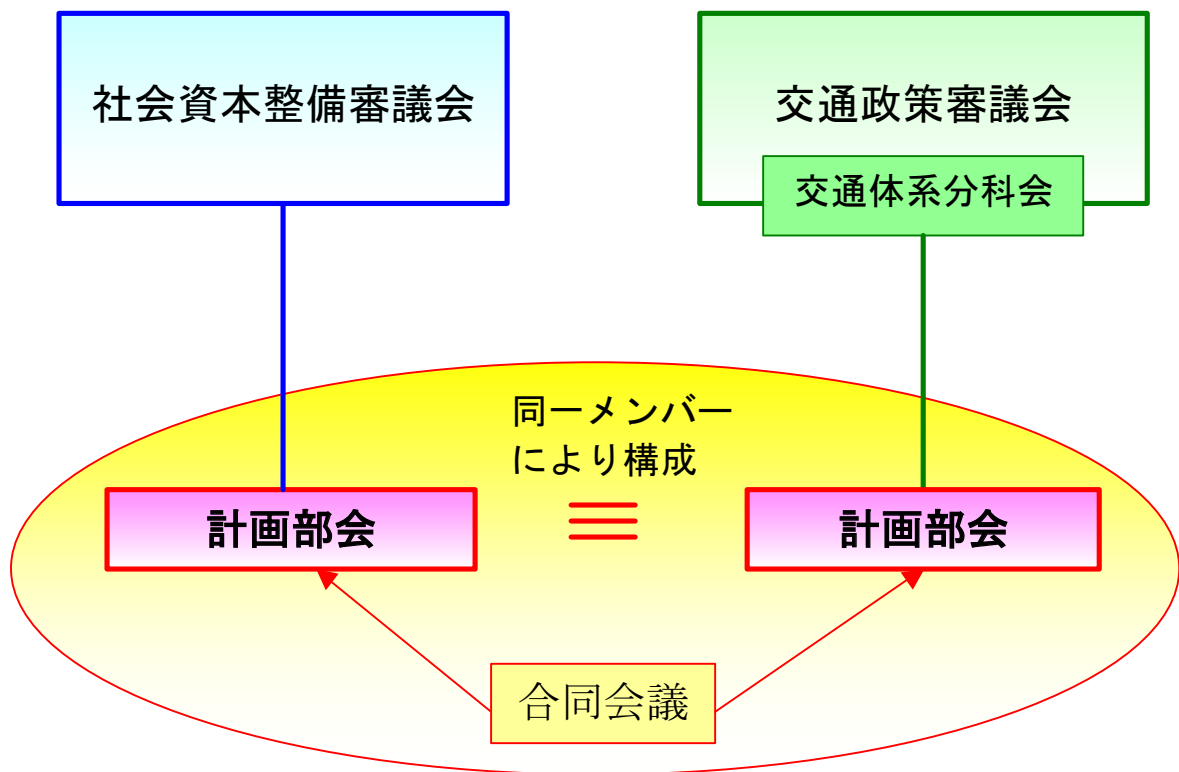 社会資本整備審議会
交通政策審議会
交通体系分科会
同一メンバー
により構成
計画部会
≡
計画部会
合同会議